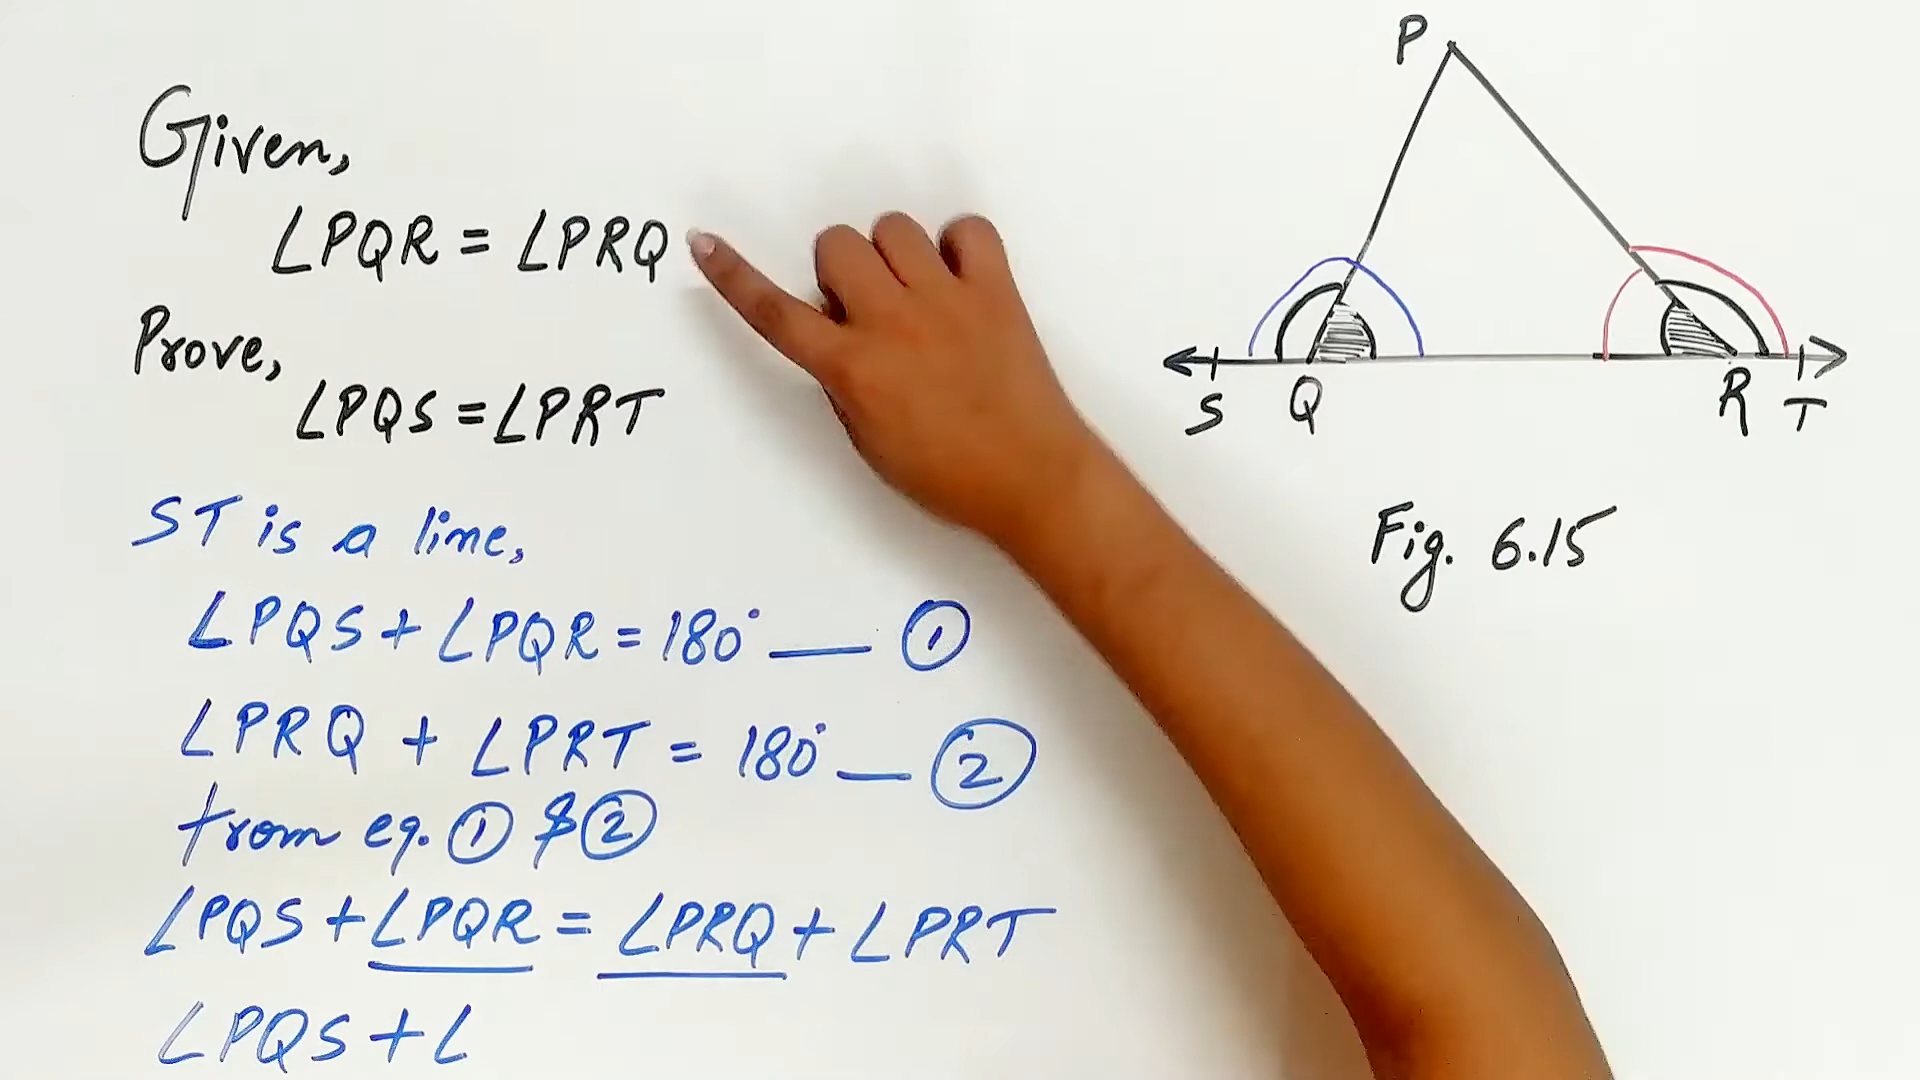 Given,
∠PQR = ∠PRQ
Prove,
∠PQS = ∠PRT
ST is a line,
∠PQS + ∠PQR = 180° — ①
∠PRQ + ∠PRT = 180° — ②
from eq. ① & ②
∠PQS + ∠PQR = ∠PRQ + ∠PRT
∠PQS + ∠
P
S Q R T
Fig. 6.15